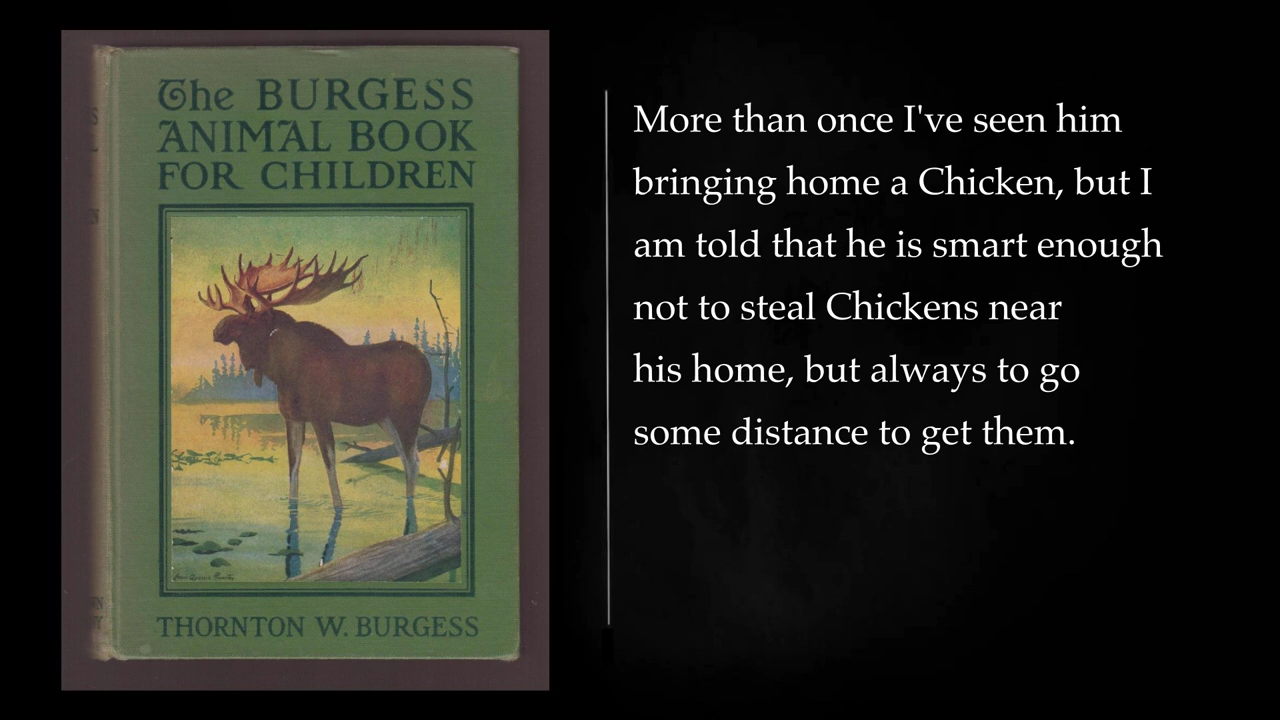 The BURGESS
ANIMAL BOOK
FOR CHILDREN
THORNTON W. BURGESS
More than once I've seen him
bringing home a Chicken, but I
am told that he is smart enough
not to steal Chickens near
his home, but always to go
some distance to get them.